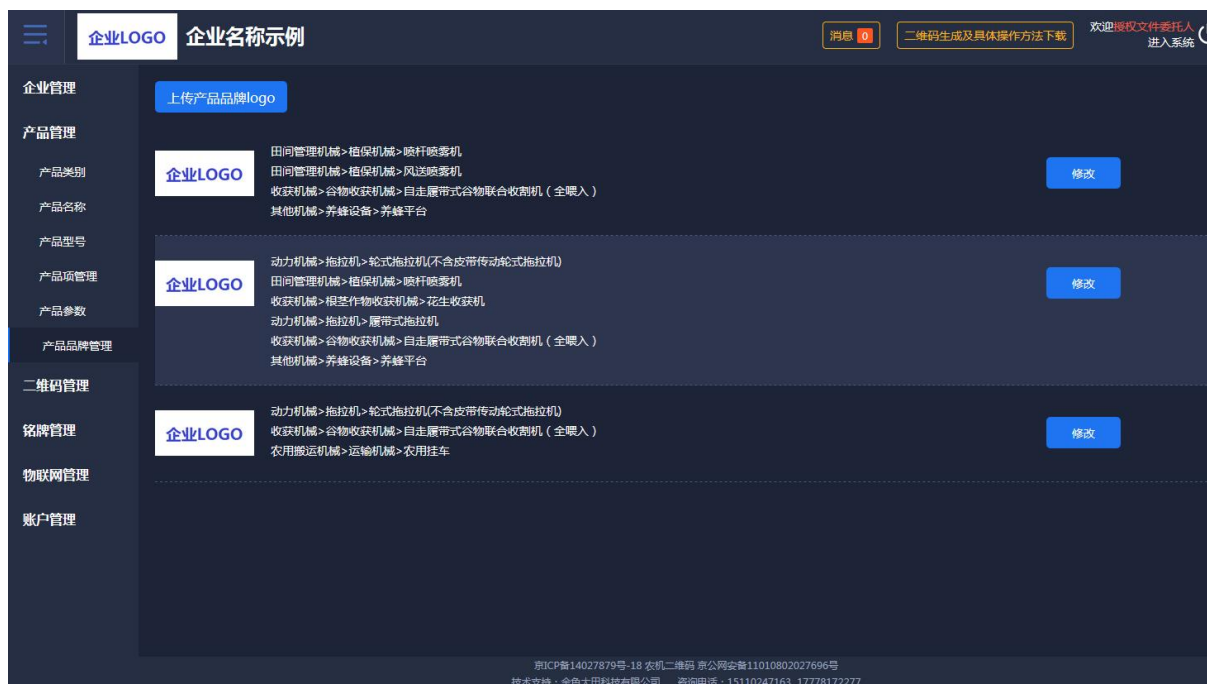 企业LOGO 企业名称示例 消息 0 二维码生成及具体操作方法下载 欢迎授权文件委托人
进入系统
企业管理
上传产品品牌logo
产品管理
产品类别
产品名称
产品型号
产品项管理
产品参数
产品品牌管理
二维码管理
铭牌管理
物联网管理
账户管理
企业LOGO
田间管理机械>植保机械>喷杆喷雾机
田间管理机械>植保机械>风送喷雾机
收获机械>谷物收获机械>自走履带式谷物联合收割机（全喂入）
其他机械>养蜂设备>养蜂平台
修改
企业LOGO
动力机械>拖拉机>轮式拖拉机(不含皮带传动轮式拖拉机)
田间管理机械>植保机械>喷杆喷雾机
收获机械>根茎作物收获机械>花生收获机
动力机械>拖拉机>履带式拖拉机
收获机械>谷物收获机械>自走履带式谷物联合收割机（全喂入）
其他机械>养蜂设备>养蜂平台
修改
企业LOGO
动力机械>拖拉机>轮式拖拉机(不含皮带传动轮式拖拉机)
收获机械>谷物收获机械>自走履带式谷物联合收割机（全喂入）
农用搬运机械>运输机械>农用挂车
修改
京ICP备14027879号-18 农机二维码 京公网安备11010802027696号
技术支持：金色大田科技有限公司 咨询电话：15110247163 17778172277